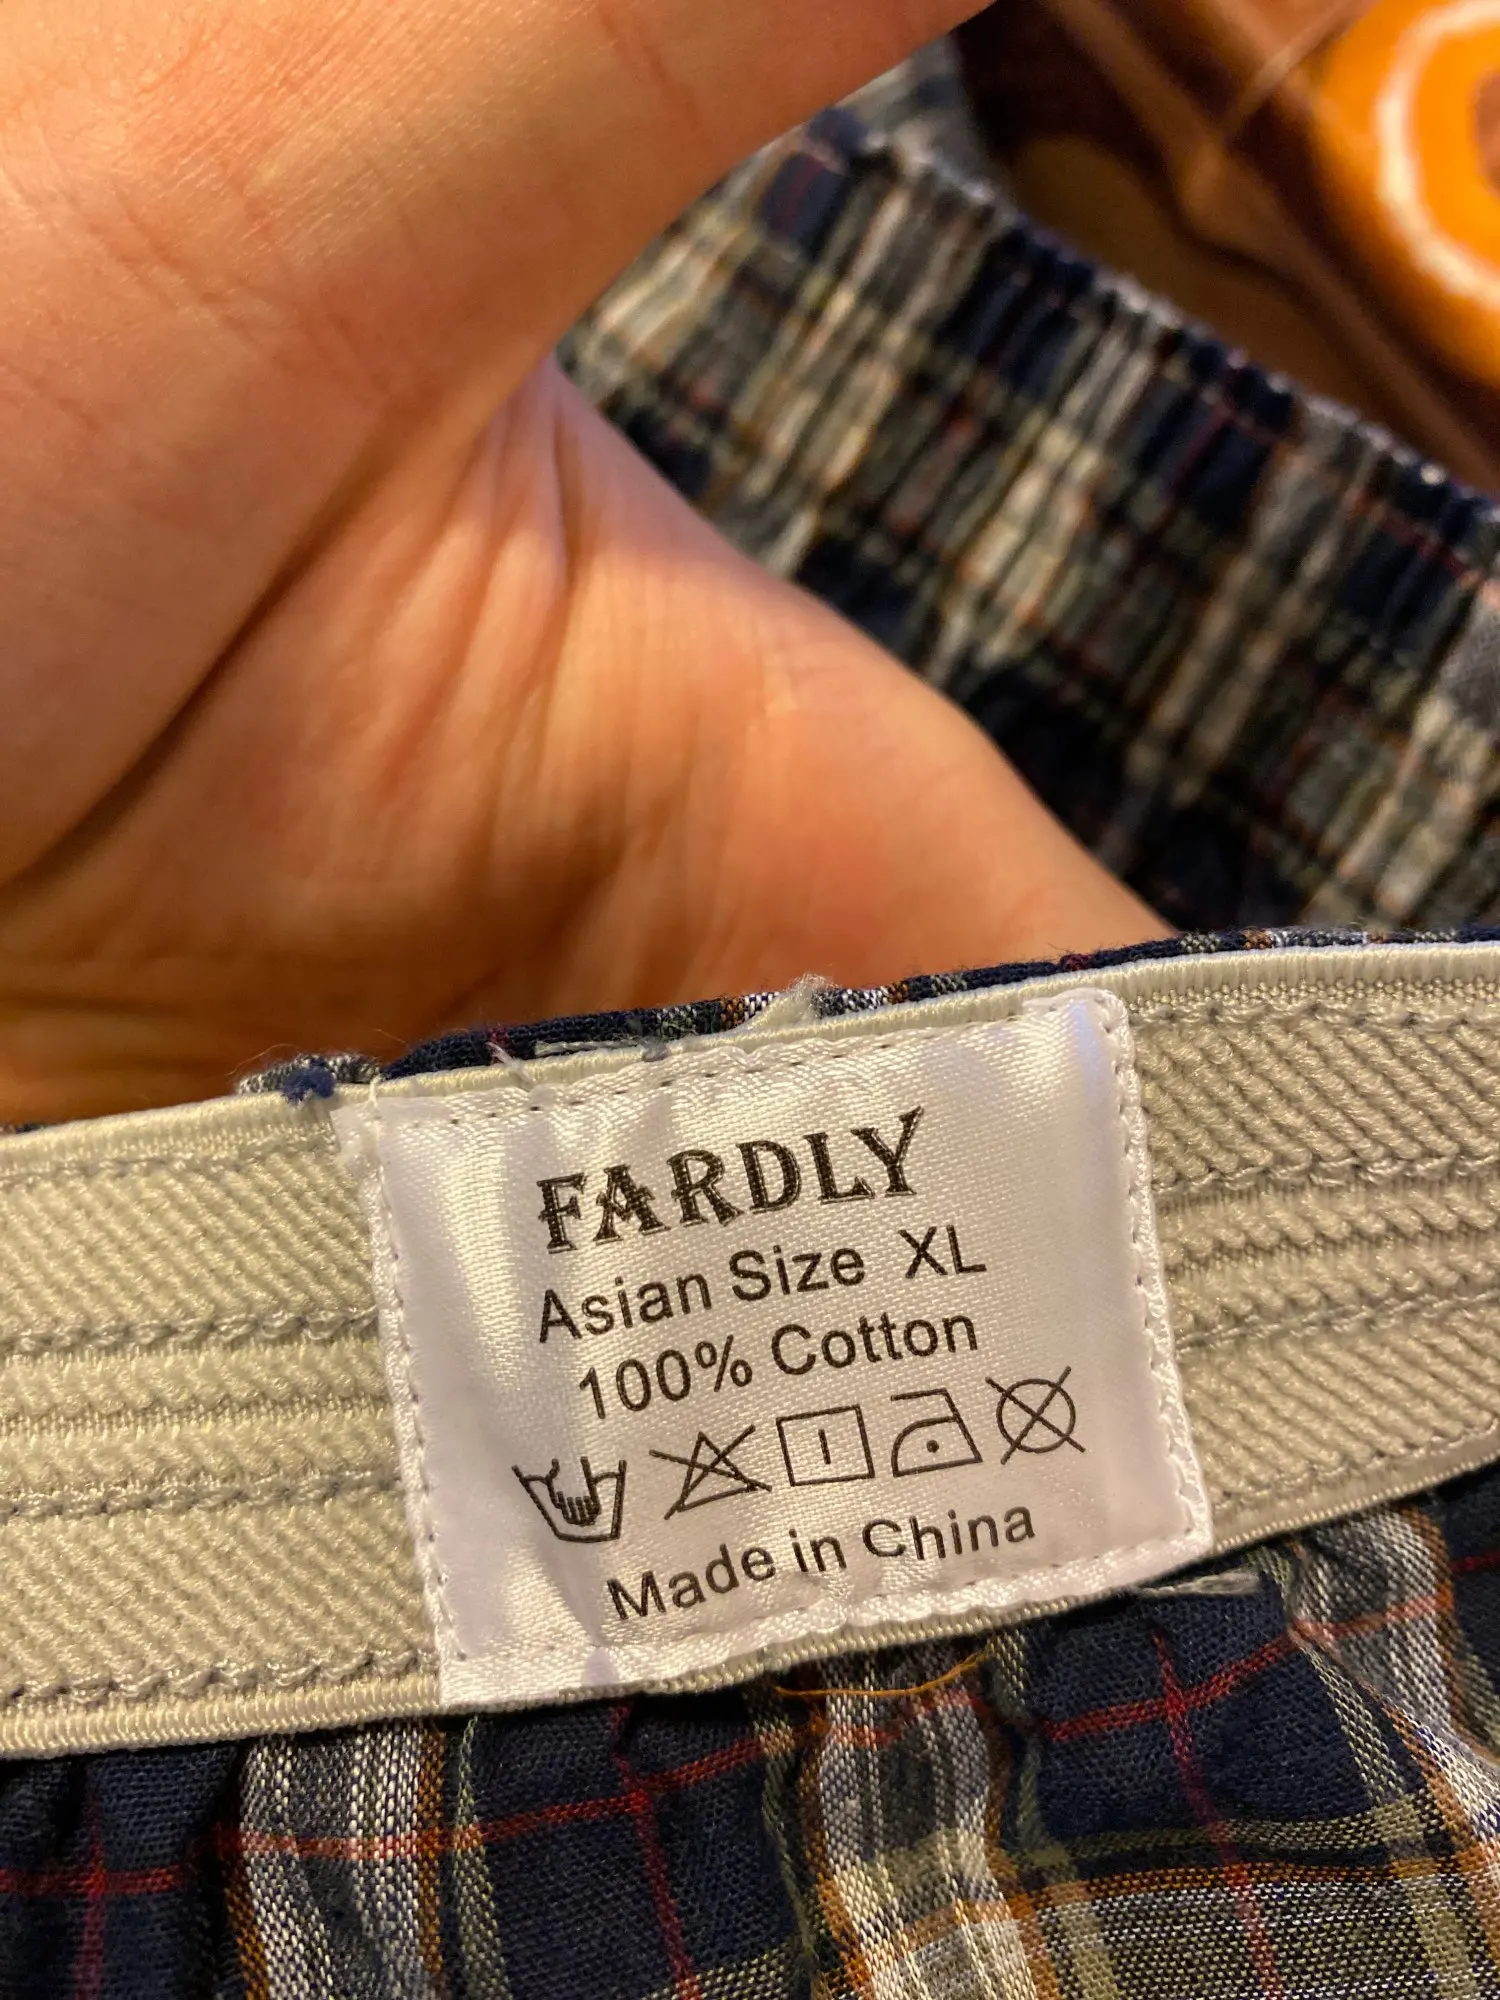 FARDLY
Asian Size XL
100% Cotton
Made in China